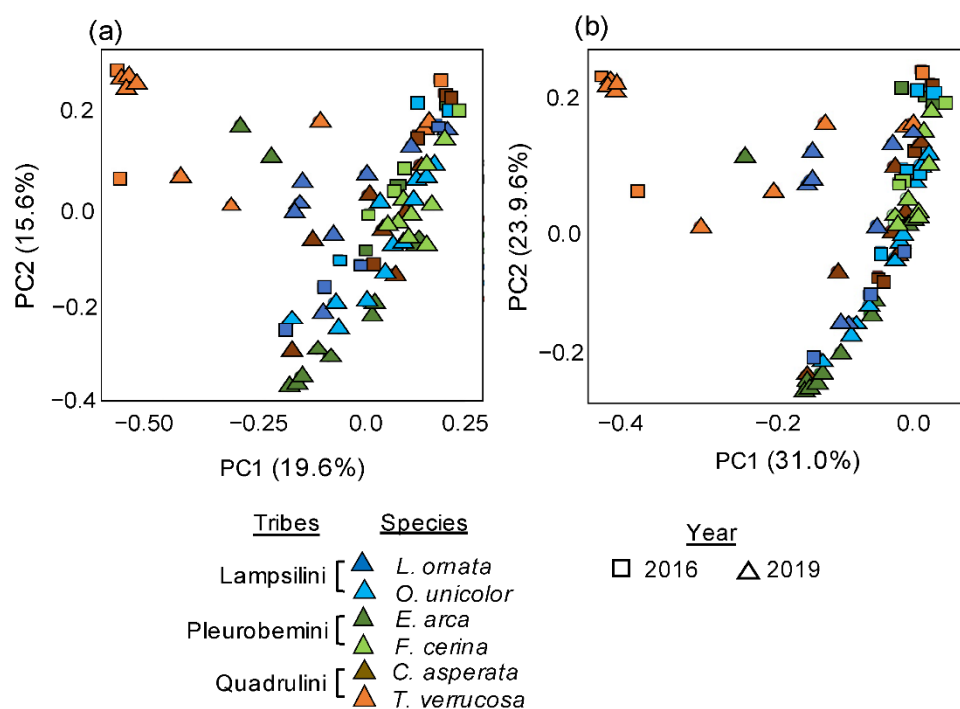 (a)
(b)
PC2 (15.6%)
0.2
0.0
−0.2
−0.4
−0.50
−0.25
0.0
0.25
PC1 (19.6%)
PC2 (23.9.6%)
0.2
0.0
−0.2
−0.4
−0.2
0.0
PC1 (31.0%)
Tribes Species
Lampsilini
L. ornata
O. unicolor
Pleurobemini
E. arca
F. cerina
Quadrulini
C. asperata
T. verrucosa
Year
2016 2019